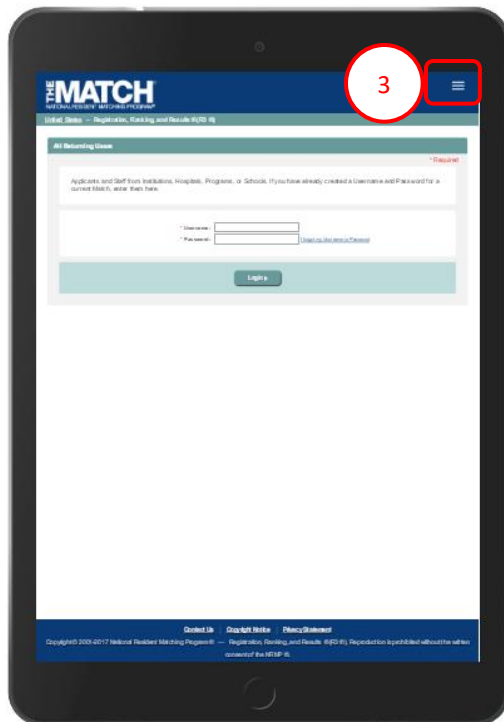 3
THE MATCH
NATIONAL RESIDENT MATCHING PROGRAM®
United States — Registration, Ranking, and Results ®(R3 ®)
All Returning Users
* Required
Applicants and Staff from Institutions, Hospitals, Programs, or Schools. If you have already created a Username and Password for a
current Match, enter them here.
* Username:
* Password:
Forgot my Username or Password
Login
Contact Us | Copyright Notice | Privacy Statement
Copyright© 2001-2017 National Resident Matching Program® — Registration, Ranking, and Results ®(R3 ®), Reproduction is prohibited without the written
consent of the NRMP ®.